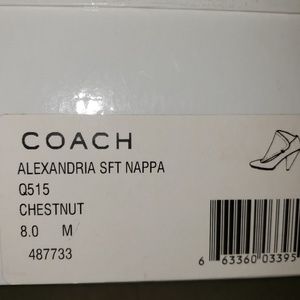 COACH
ALEXANDRIA SFT NAPPA
Q515
CHESTNUT
8.0 M
487733
6 63360 03395